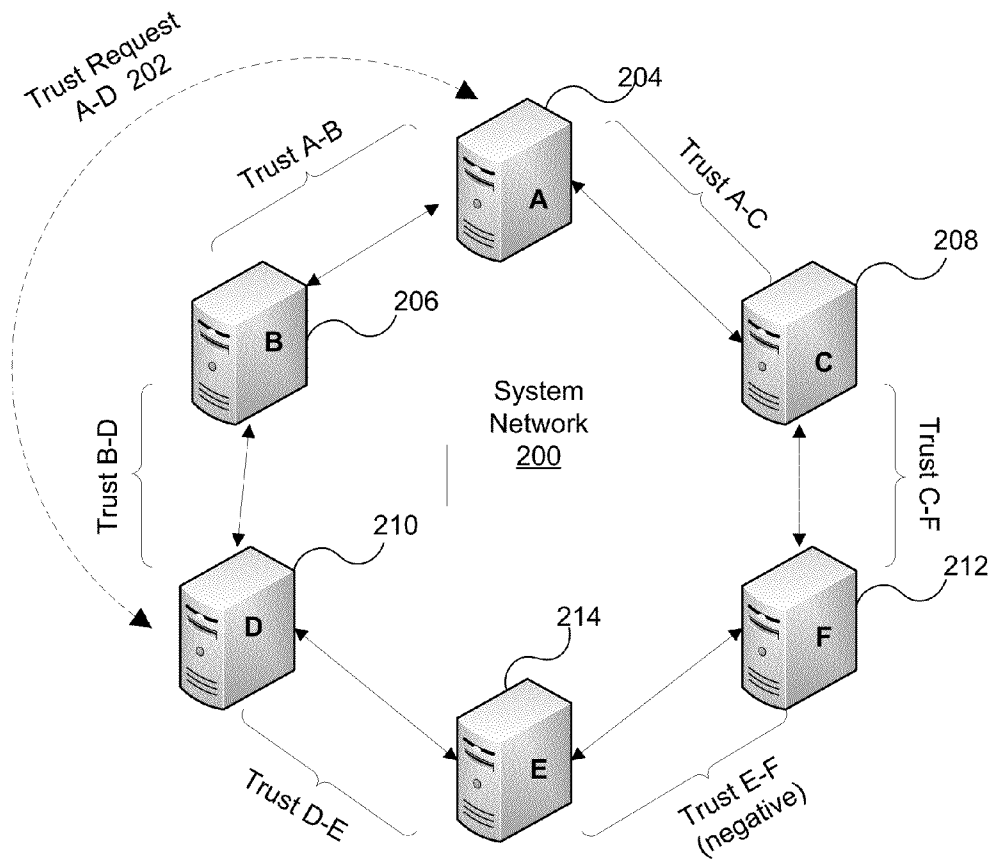 Trust Request
A-D 202
204
Trust A-B
Trust A-C
A
208
B
206
C
System
Network
200
Trust B-D
Trust C-F
210
212
D
214
F
E
Trust D-E
Trust E-F
(negative)